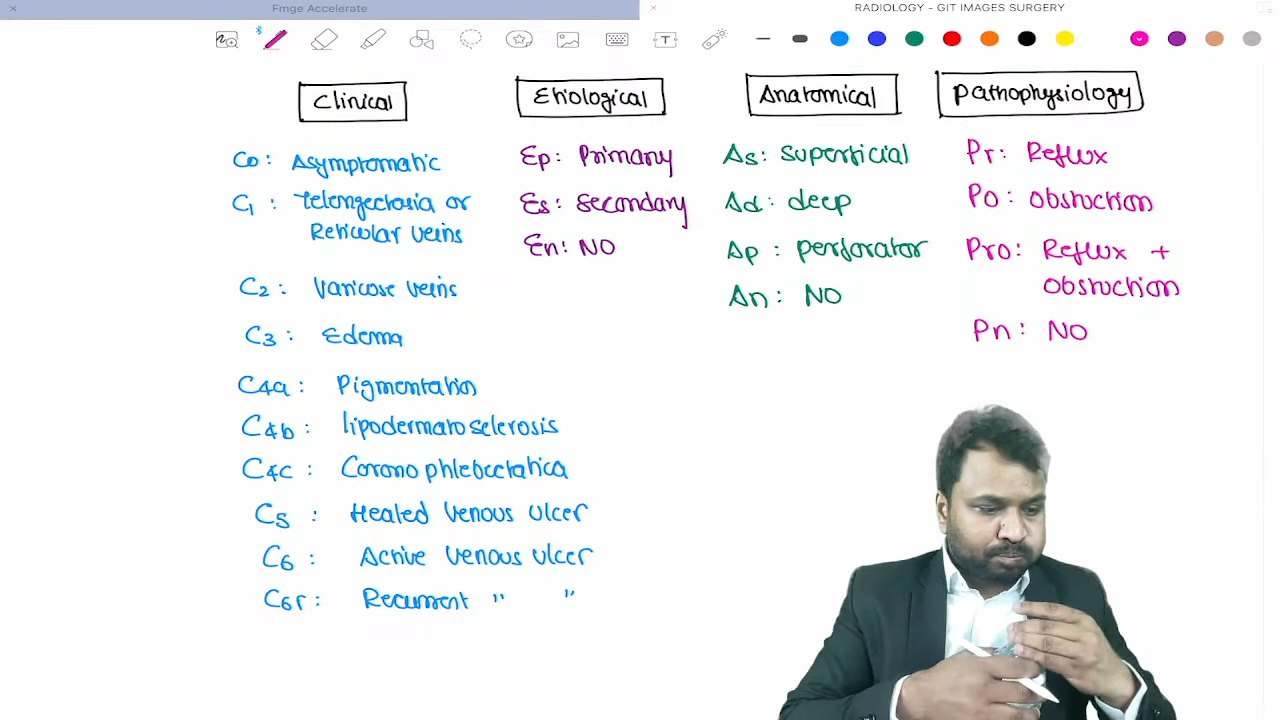 Fmge Accelerate
RADIOLOGY - GIT IMAGES SURGERY
Clinical
C0: Asymptomatic
C1: Telengectasia or
Reticular veins
C2: Varicose veins
C3: Edema
C4a: Pigmentation
C4b: lipodermatosclerosis
C4c: Corono phlebectatica
C5: Healed venous ulcer
C6: Active venous ulcer
C6r: Recurrent " "
Etiological
Ep: Primary
Es: Secondary
En: NO
Anatomical
As: superficial
Ad: deep
Ap: perforator
An: NO
Pathophysiology
Pr: Reflux
Po: obstruction
Pro: Reflux +
obstruction
Pn: NO